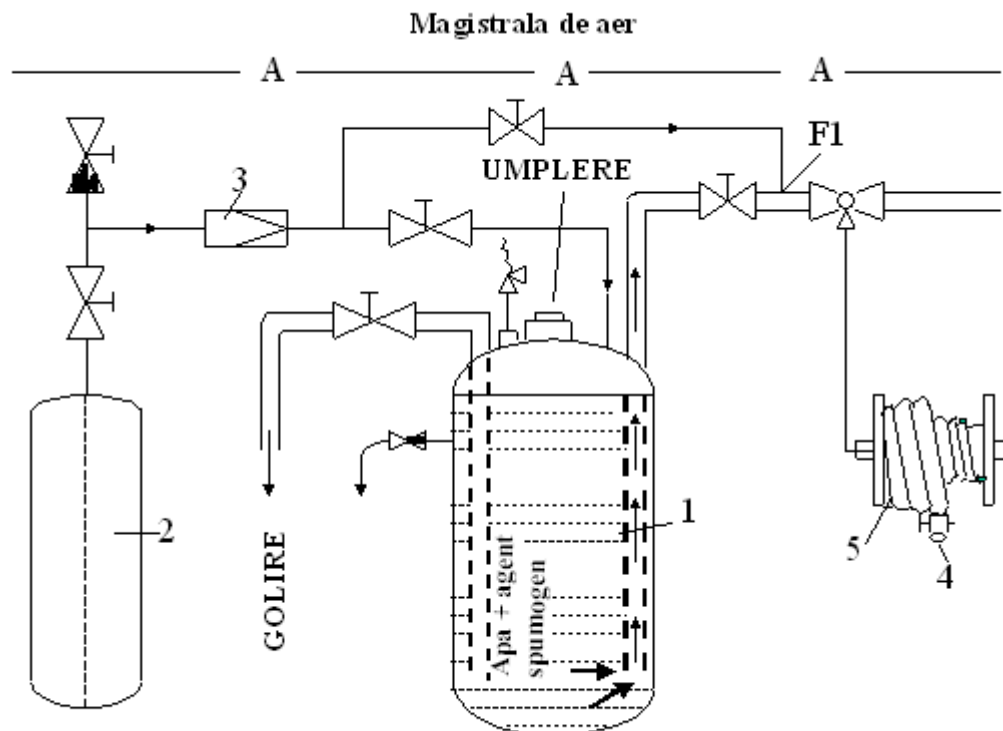 Magistrala de aer
A A A
F1
UMPLERE
3
2
GOLIRE
Apa + agent
spumogen
1
5
4